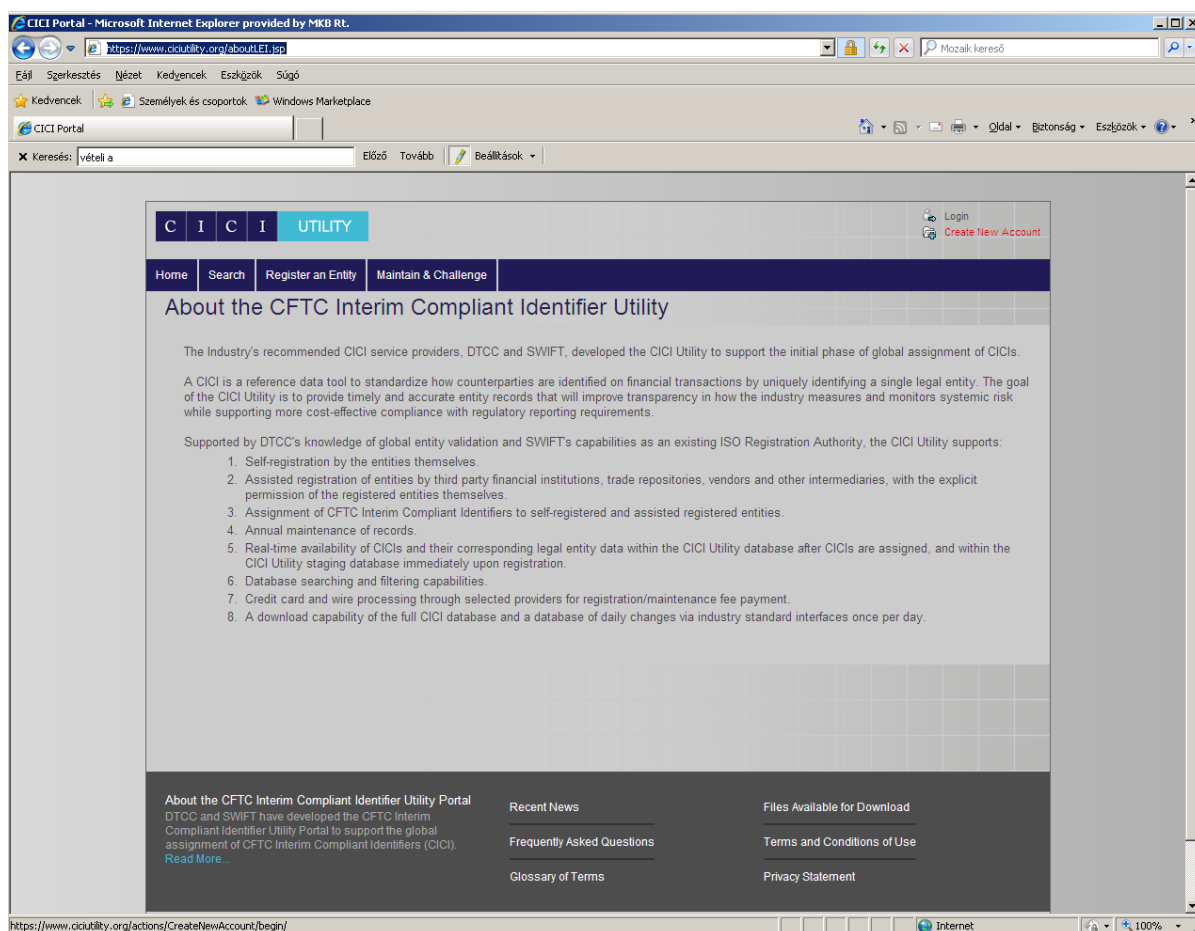 CICI Portal - Microsoft Internet Explorer provided by MKB Rt.
https://www.ciciutility.org/aboutLEI.jsp
Mozaik kereső
Fájl Szerkesztés Nézet Kedvencek Eszközök Súgó
Kedvencek Személyek és csoportok Windows Marketplace
CICI Portal
Oldal Biztonság Eszközök
Keresés: vételi a Előző Tovább Beállítások
C I C I UTILITY
Login
Create New Account
Home Search Register an Entity Maintain & Challenge
About the CFTC Interim Compliant Identifier Utility
The Industry's recommended CICI service providers, DTCC and SWIFT, developed the CICI Utility to support the initial phase of global assignment of CICIs.
A CICI is a reference data tool to standardize how counterparties are identified on financial transactions by uniquely identifying a single legal entity. The goal
of the CICI Utility is to provide timely and accurate entity records that will improve transparency in how the industry measures and monitors systemic risk
while supporting more cost-effective compliance with regulatory reporting requirements.
Supported by DTCC's knowledge of global entity validation and SWIFT's capabilities as an existing ISO Registration Authority, the CICI Utility supports:
1. Self-registration by the entities themselves.
2. Assisted registration of entities by third party financial institutions, trade repositories, vendors and other intermediaries, with the explicit
permission of the registered entities themselves.
3. Assignment of CFTC Interim Compliant Identifiers to self-registered and assisted registered entities.
4. Annual maintenance of records.
5. Real-time availability of CICIs and their corresponding legal entity data within the CICI Utility database after CICIs are assigned, and within the
CICI Utility staging database immediately upon registration.
6. Database searching and filtering capabilities.
7. Credit card and wire processing through selected providers for registration/maintenance fee payment.
8. A download capability of the full CICI database and a database of daily changes via industry standard interfaces once per day.
About the CFTC Interim Compliant Identifier Utility Portal
DTCC and SWIFT have developed the CFTC Interim
Compliant Identifier Utility Portal to support the global
assignment of CFTC Interim Compliant Identifiers (CICI).
Read More...
Recent News
Frequently Asked Questions
Glossary of Terms
Files Available for Download
Terms and Conditions of Use
Privacy Statement
https://www.ciciutility.org/actions/CreateNewAccount/begin/
Internet
100%